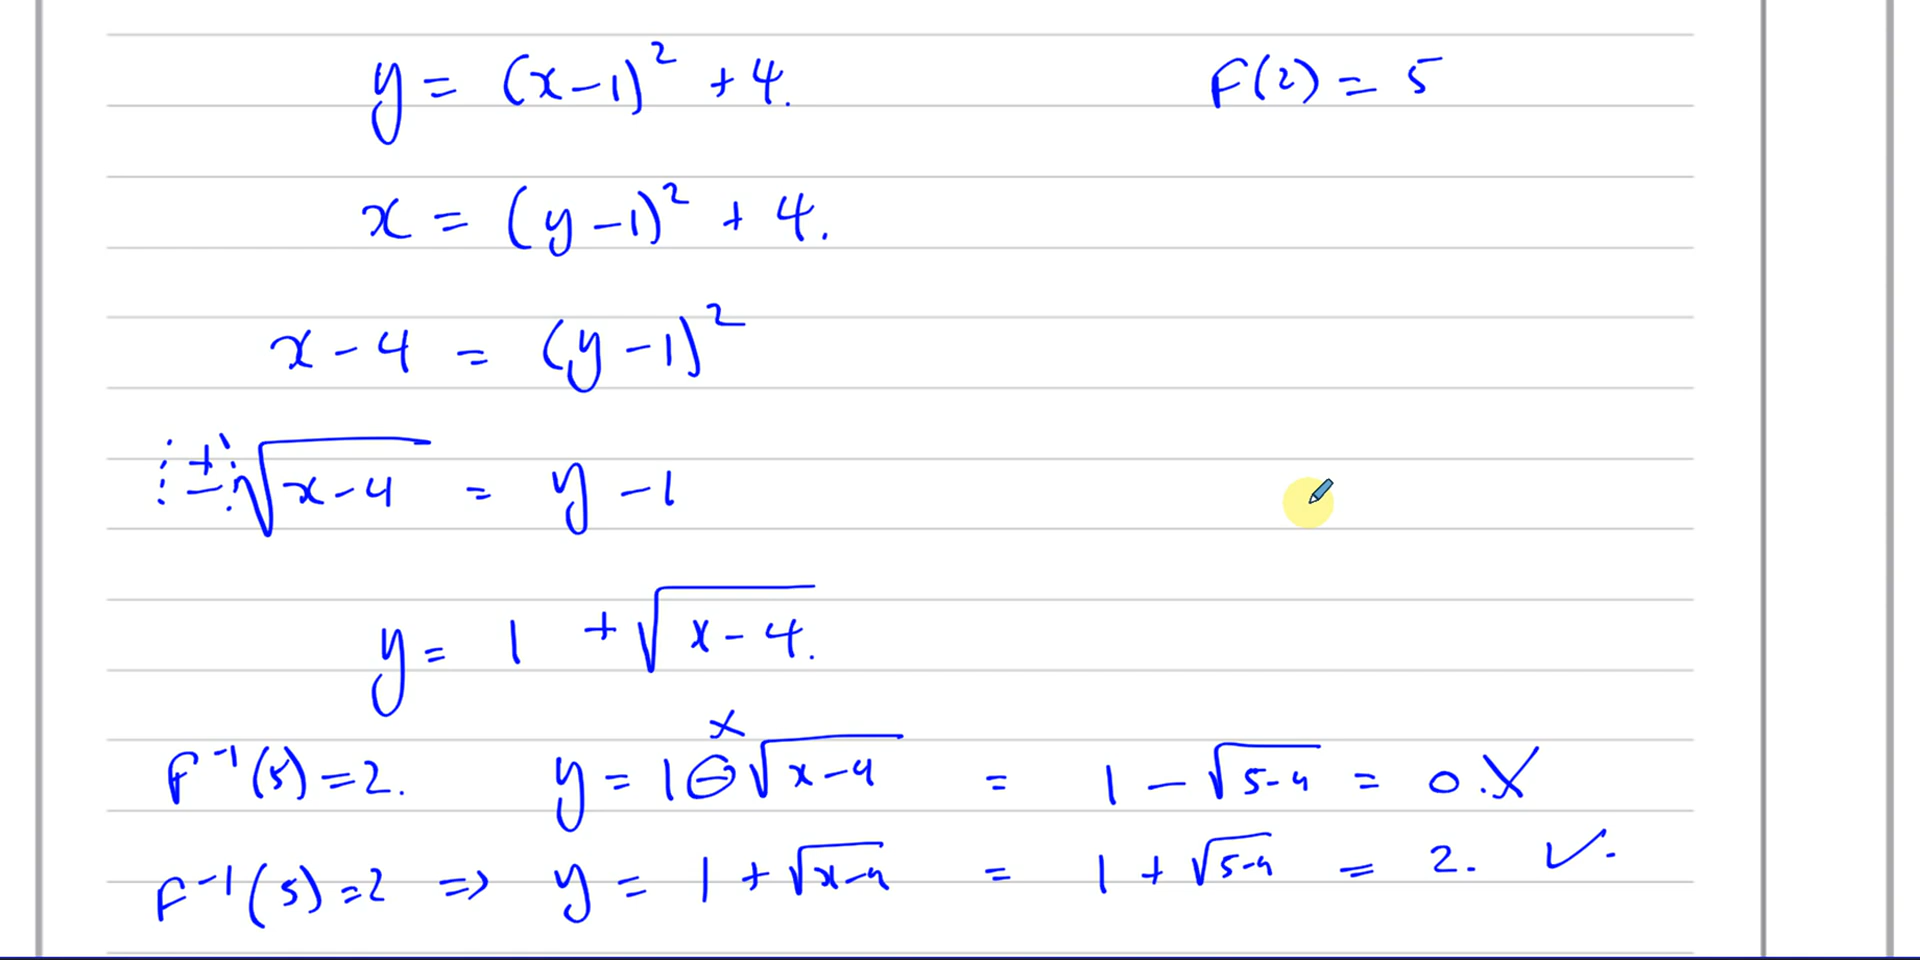 y = (x-1)² +4. F(2) = 5
x = (y-1)² + 4.
x-4 = (y-1)²
±√(x-4) = y-1
y = 1 +√(x-4).
x
F⁻¹(5)=2. y = 1⊖√(x-4) = 1 - √(5-4) = 0. X
F⁻¹(5)=2 => y = 1 + √(x-4) = 1 + √(5-4) = 2. ✓.